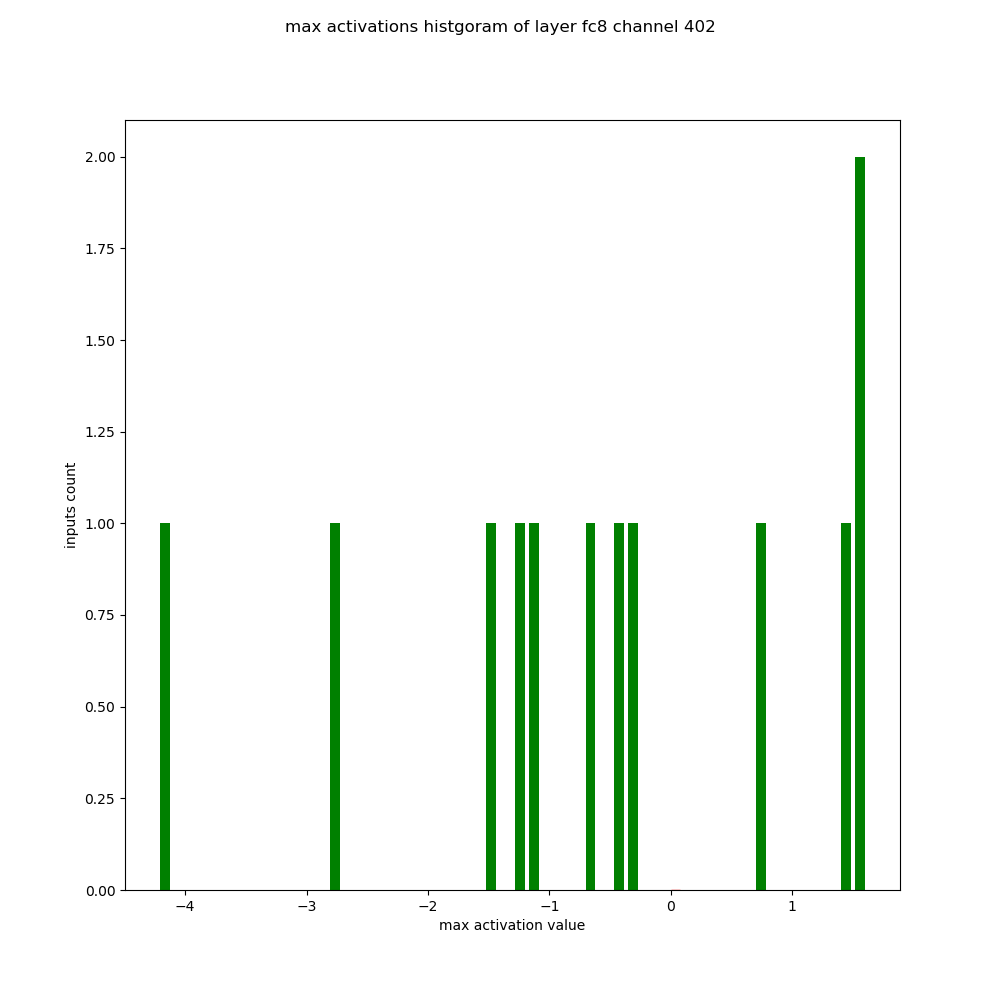 max activations histgoram of layer fc8 channel 402
2.00
1.75
1.50
1.25
1.00
0.75
0.50
0.25
0.00
inputs count
−4 −3 −2 −1 0 1
max activation value